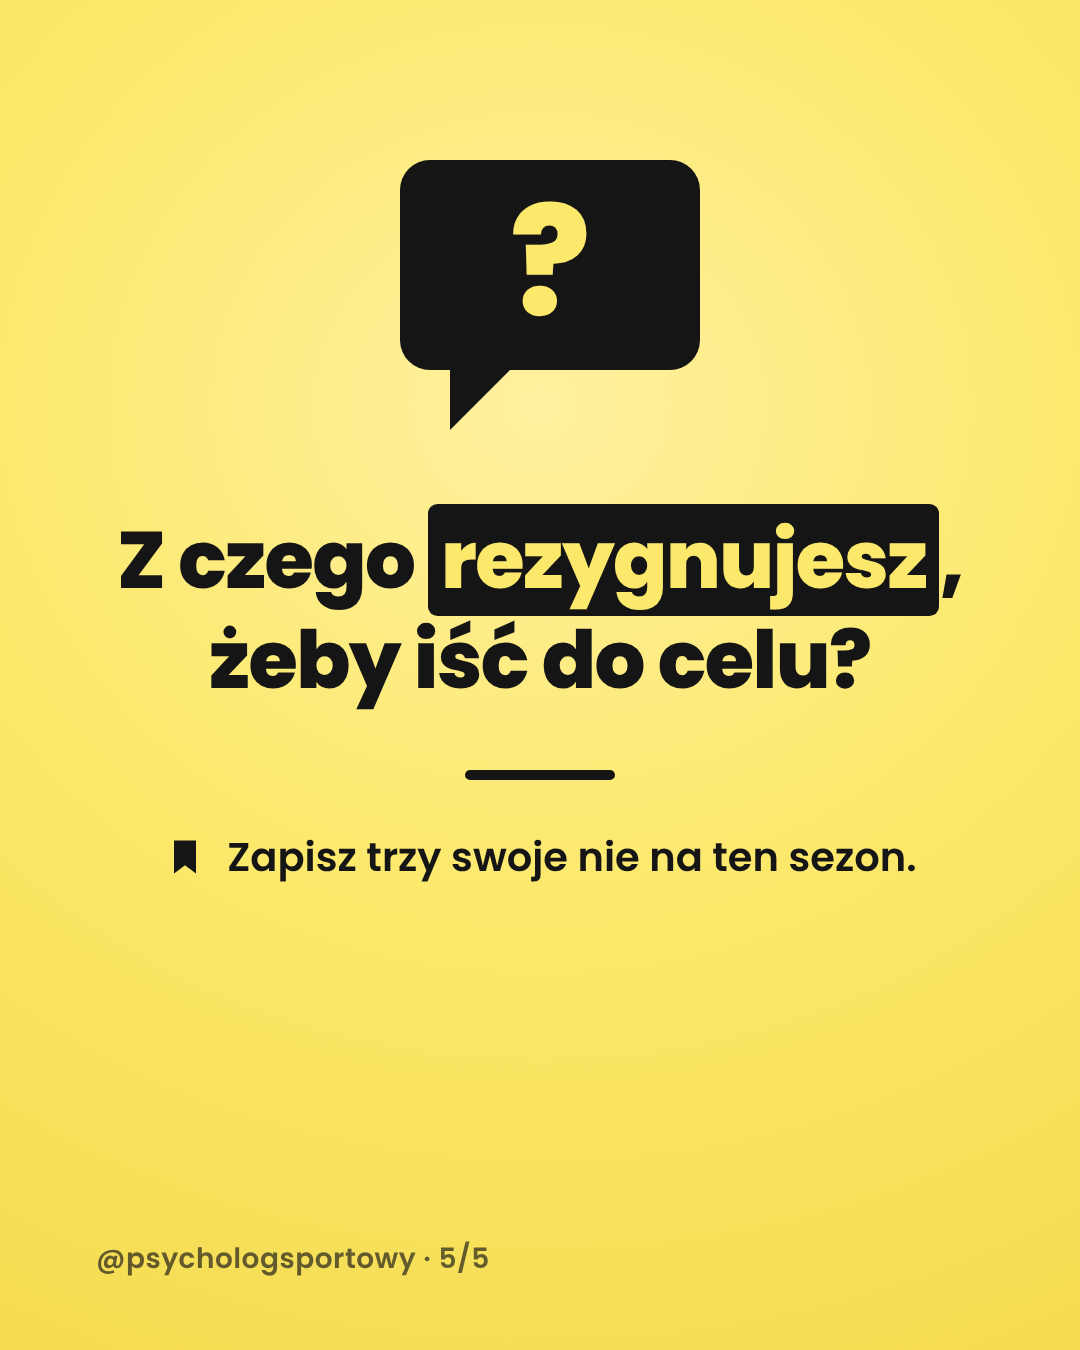 ?
Z czego rezygnujesz,
żeby iść do celu?
Zapisz trzy swoje nie na ten sezon.
@psychologsportowy · 5/5